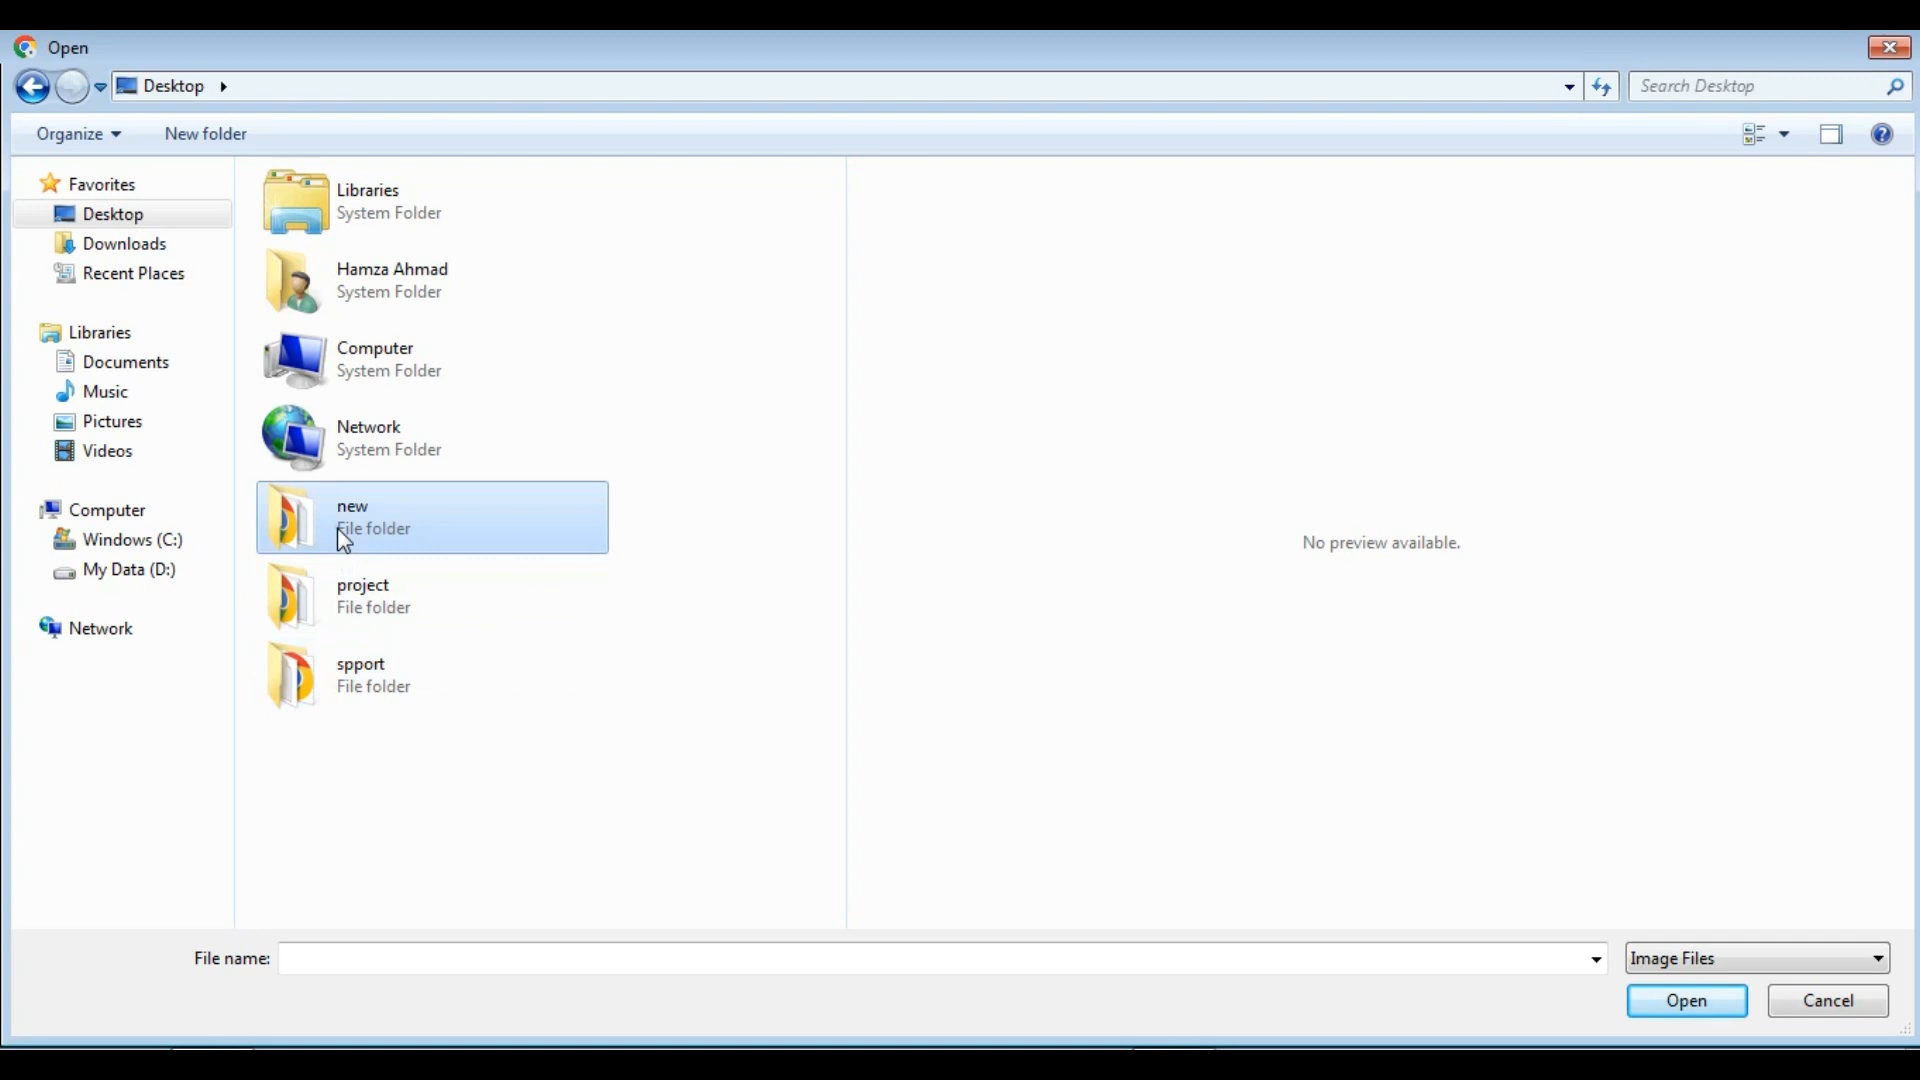 Open
Desktop
Search Desktop
Organize
New folder
Favorites
Desktop
Downloads
Recent Places
Libraries
Documents
Music
Pictures
Videos
Computer
Windows (C:)
My Data (D:)
Network
Libraries
System Folder
Hamza Ahmad
System Folder
Computer
System Folder
Network
System Folder
new
File folder
project
File folder
spport
File folder
No preview available.
File name:
Image Files
Open
Cancel